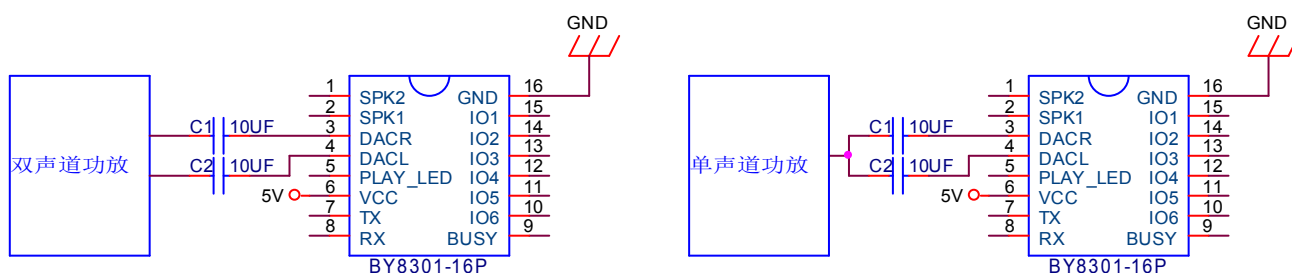 GND
双声道功放
C1 10UF
C2 10UF
5V
1 SPK2 GND 16
2 SPK1 IO1 15
3 DACR IO2 14
4 DACL IO3 13
5 PLAY_LED IO4 12
6 VCC IO5 11
7 TX IO6 10
8 RX BUSY 9
BY8301-16P
GND
单声道功放
C1 10UF
C2 10UF
5V
1 SPK2 GND 16
2 SPK1 IO1 15
3 DACR IO2 14
4 DACL IO3 13
5 PLAY_LED IO4 12
6 VCC IO5 11
7 TX IO6 10
8 RX BUSY 9
BY8301-16P